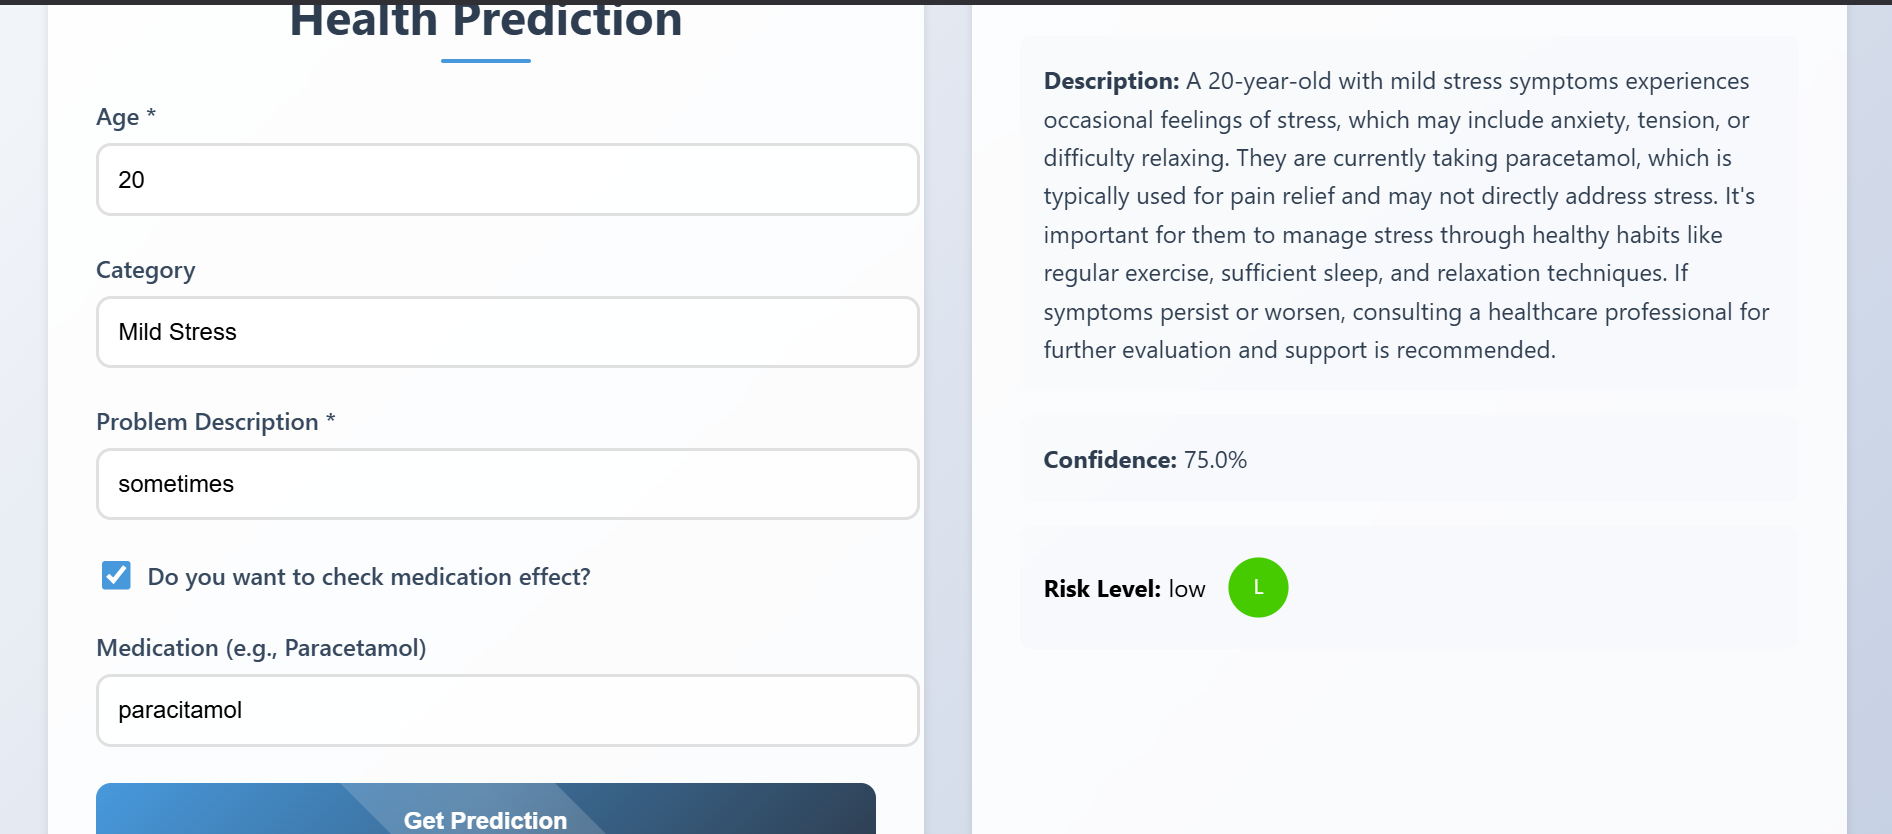 Health Prediction
Age *
20
Category
Mild Stress
Problem Description *
sometimes
Do you want to check medication effect?
Medication (e.g., Paracetamol)
paracitamol
Get Prediction
Description: A 20-year-old with mild stress symptoms experiences
occasional feelings of stress, which may include anxiety, tension, or
difficulty relaxing. They are currently taking paracetamol, which is
typically used for pain relief and may not directly address stress. It's
important for them to manage stress through healthy habits like
regular exercise, sufficient sleep, and relaxation techniques. If
symptoms persist or worsen, consulting a healthcare professional for
further evaluation and support is recommended.
Confidence: 75.0%
Risk Level: low L